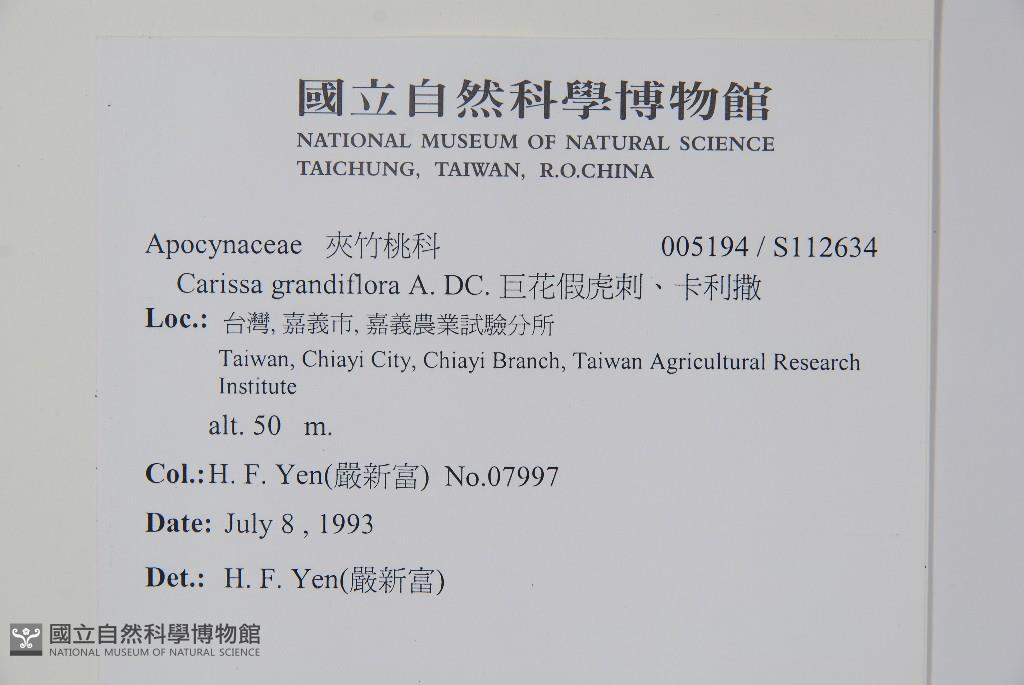 國立自然科學博物館
NATIONAL MUSEUM OF NATURAL SCIENCE
TAICHUNG, TAIWAN, R.O.CHINA
Apocynaceae 夾竹桃科 005194 / S112634
Carissa grandiflora A. DC. 巨花假虎刺、卡利撒
Loc.: 台灣, 嘉義市, 嘉義農業試驗分所
Taiwan, Chiayi City, Chiayi Branch, Taiwan Agricultural Research
Institute
alt. 50 m.
Col.: H. F. Yen(嚴新富) No.07997
Date: July 8 , 1993
Det.: H. F. Yen(嚴新富)
國立自然科學博物館
NATIONAL MUSEUM OF NATURAL SCIENCE